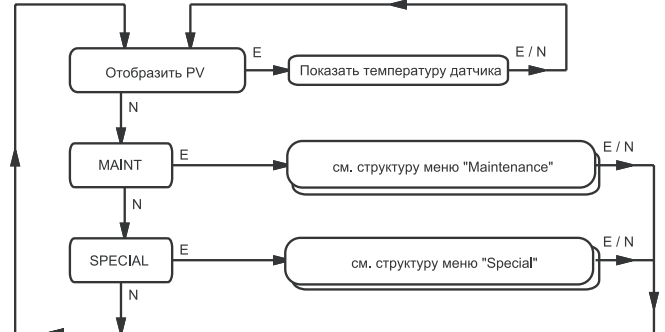 E
E / N
Отобразить PV
Показать температуру датчика
N
E / N
MAINT
E
см. структуру меню "Maintenance"
N
E / N
SPECIAL
E
см. структуру меню "Special"
N